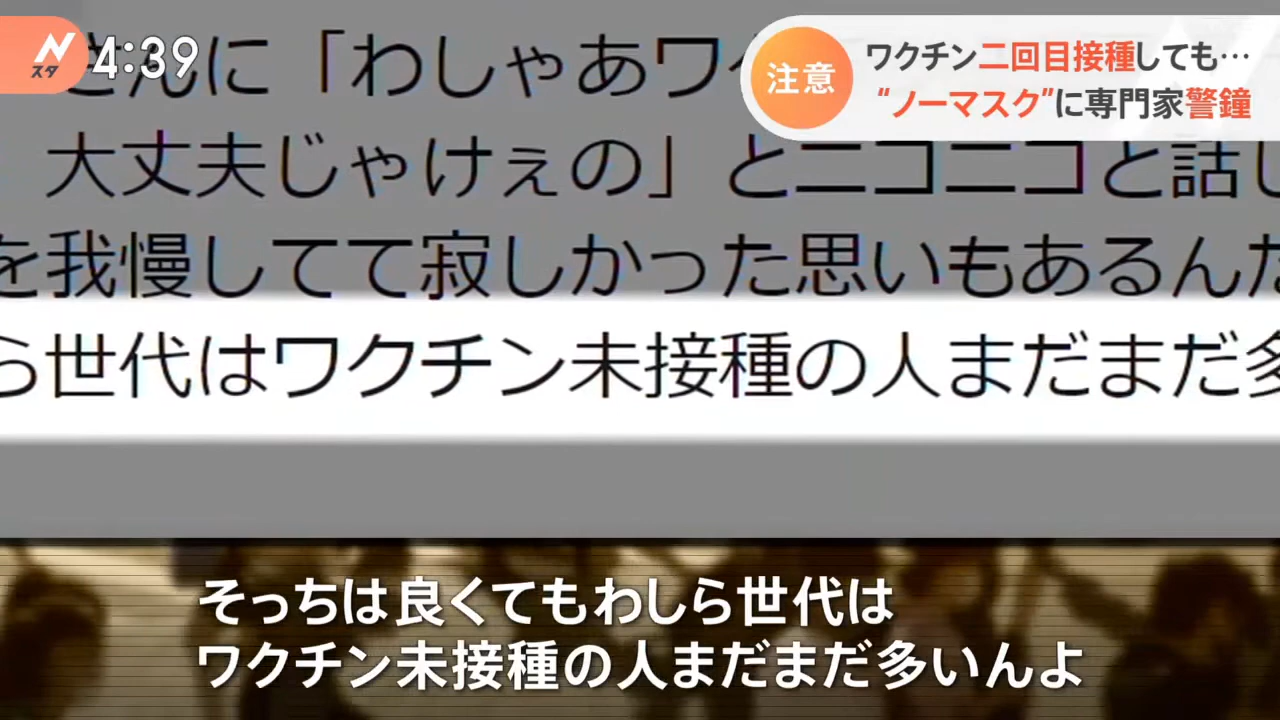 Nスタ
4:39
注意
ワクチン二回目接種しても…
“ノーマスク”に専門家警鐘
さんに「わしゃあワ
大丈夫じゃけぇの」とニコニコと話し
を我慢してて寂しかった思いもあるんだ
ら世代はワクチン未接種の人まだまだ多
そっちは良くてもわしら世代は
ワクチン未接種の人まだまだ多いんよ